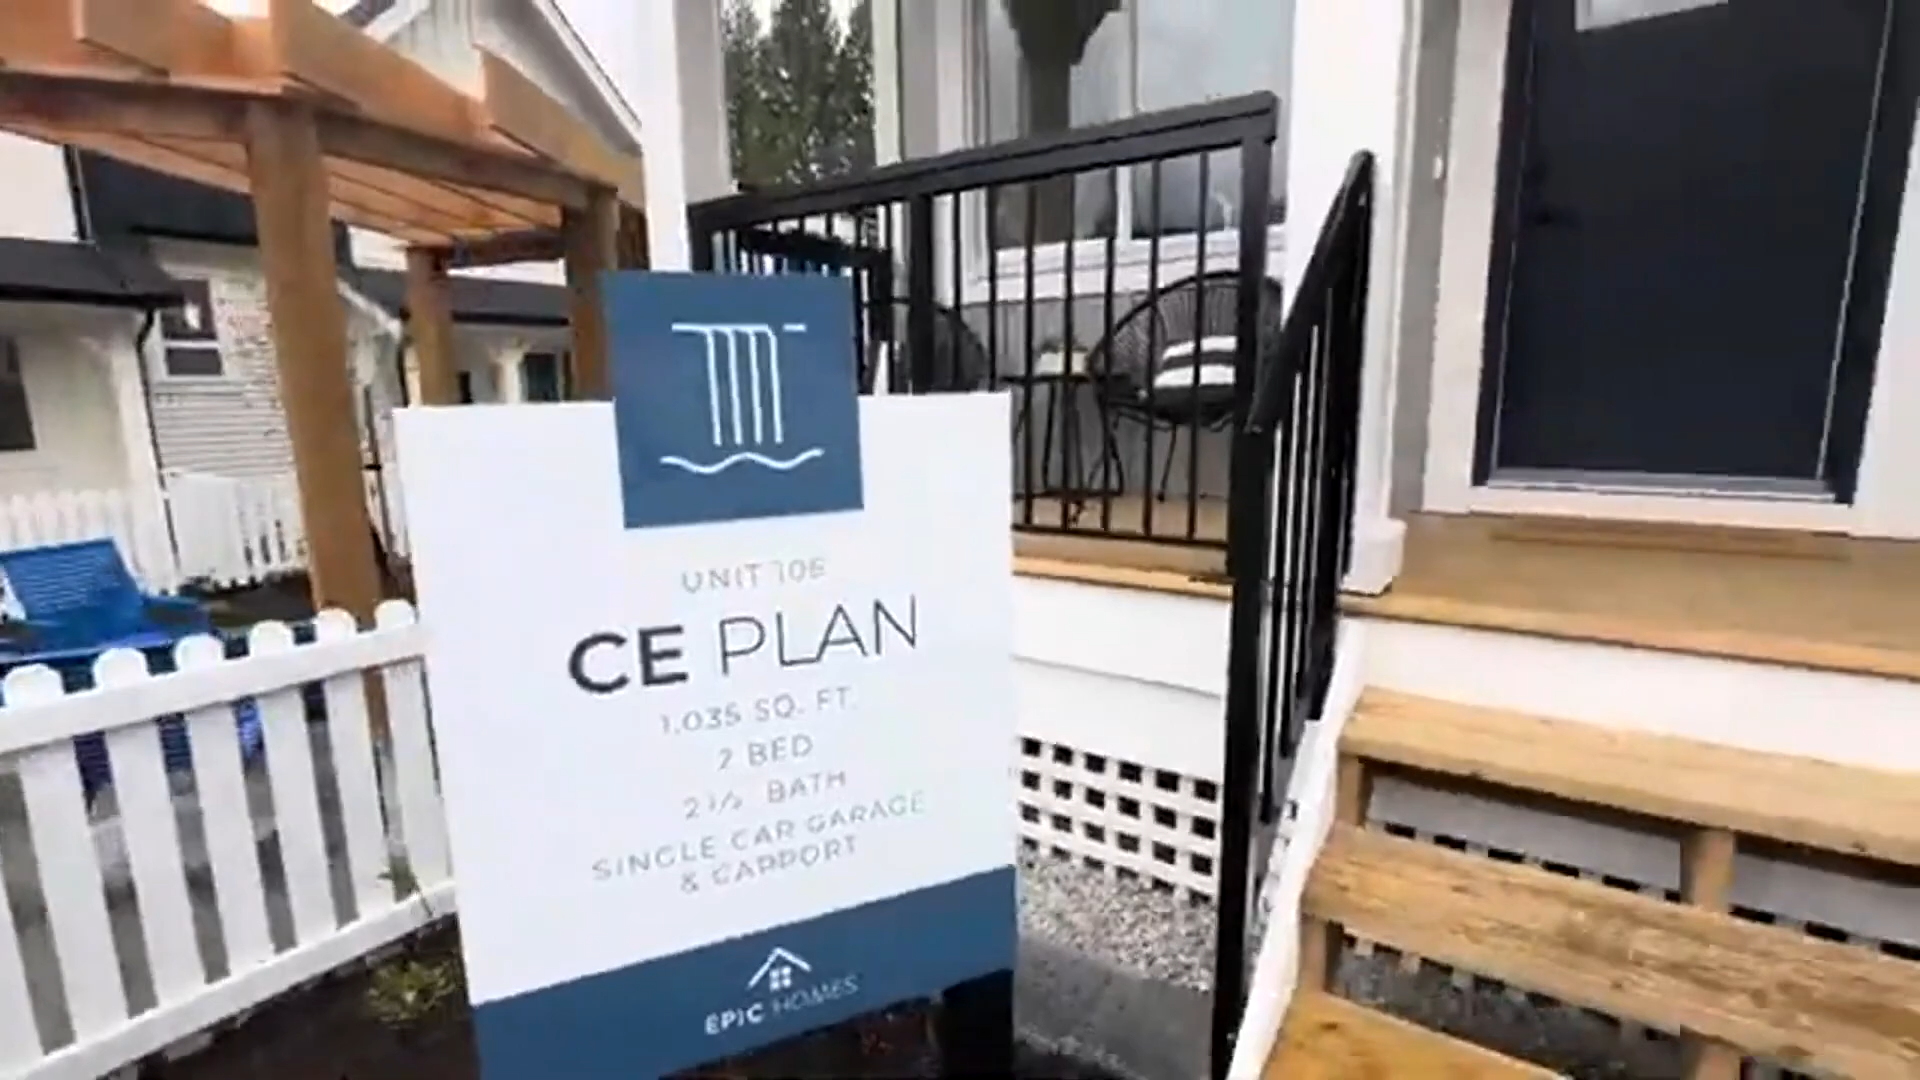 UNIT 106
CE PLAN
1,035 SQ. FT.
2 BED
2 ½ BATH
SINGLE CAR GARAGE
& CARPORT
EPIC HOMES